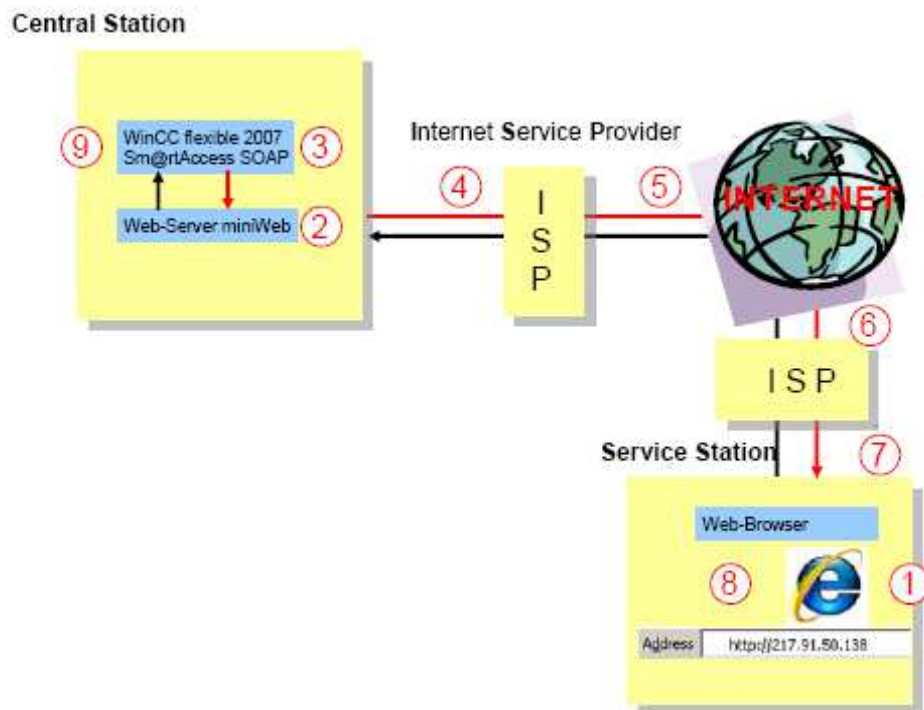 Central Station
WinCC flexible 2007
Sm@rtAccess SOAP
9
3
Web-Server miniWeb
2
Internet Service Provider
4
5
I
S
P
INTERNET
6
I S P
Service Station
7
Web-Browser
8
1
Address
http://217.91.50.138